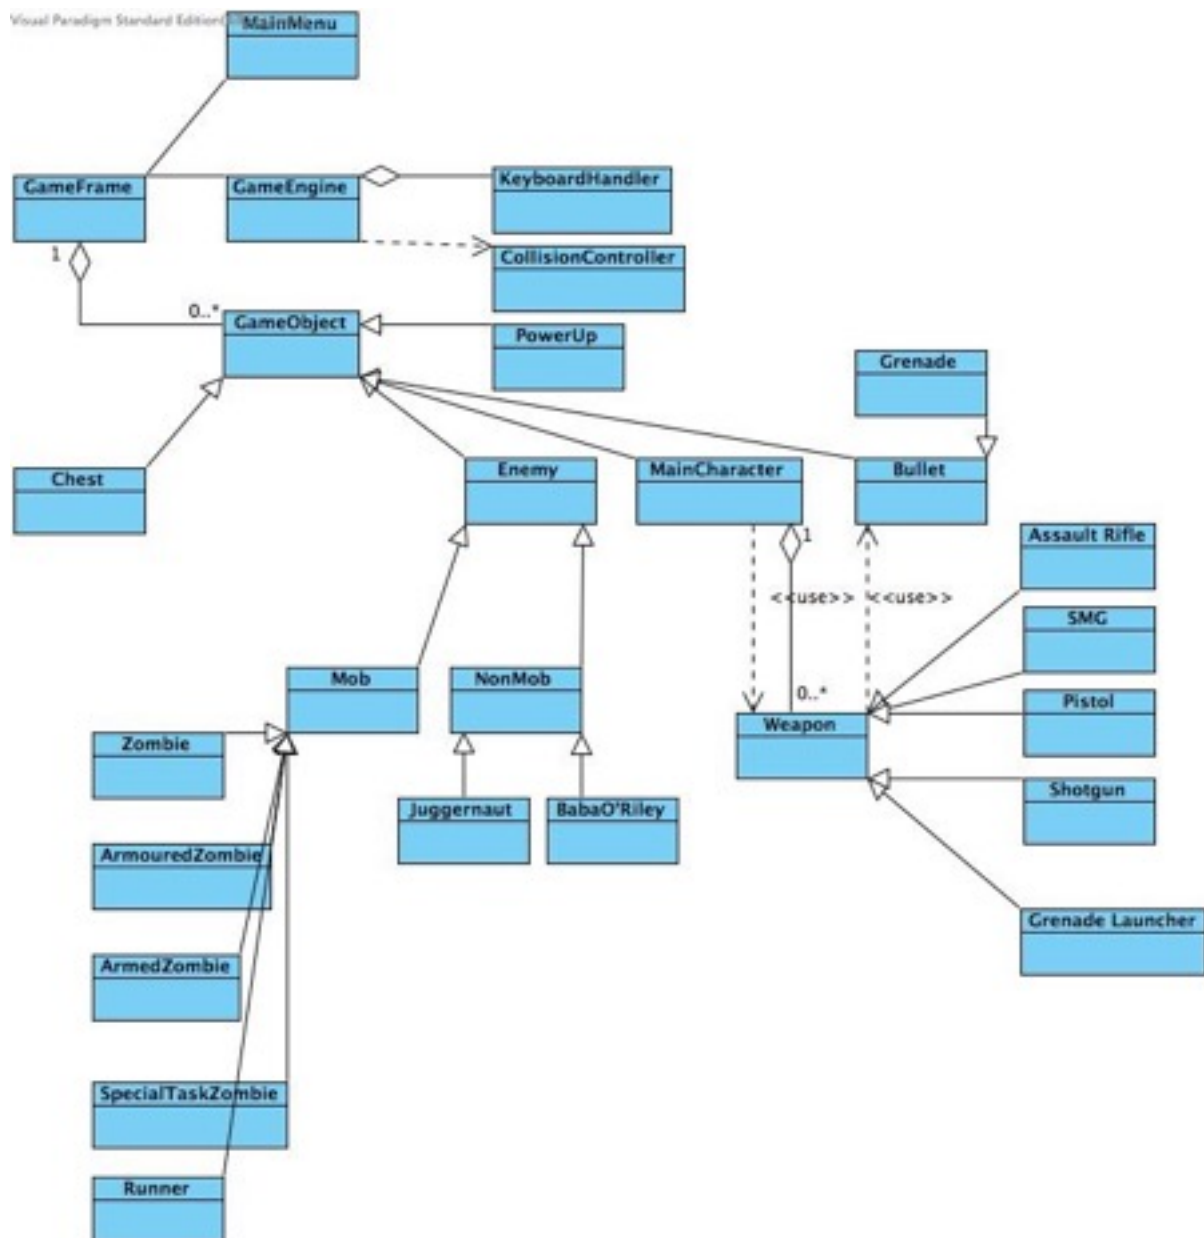 Visual Paradigm Standard Edition
MainMenu
GameFrame
GameEngine
KeyboardHandler
1
CollisionController
0..*
GameObject
PowerUp
Grenade
Chest
Enemy
MainCharacter
Bullet
1
Assault Rifle
<<use>>
<<use>>
SMG
Mob
NonMob
0..*
Pistol
Zombie
Weapon
Juggernaut
BabaO'Riley
Shotgun
ArmouredZombie
Grenade Launcher
ArmedZombie
SpecialTaskZombie
Runner